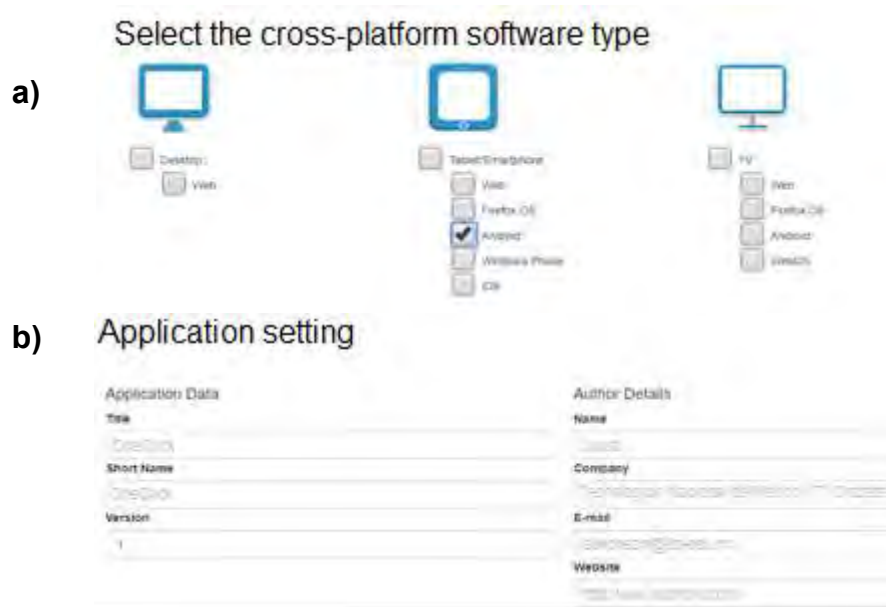 Select the cross-platform software type
a)
Desktop
Web
Tablet/Smartphone
Web
Firefox OS
Android
Windows Phone
iOS
TV
Web
Firefox OS
Android
WebOS
b)
Application setting
Application Data
Title
OneClick
Short Name
OneClick
Version
1
Author Details
Name
Company
E-mail
Website